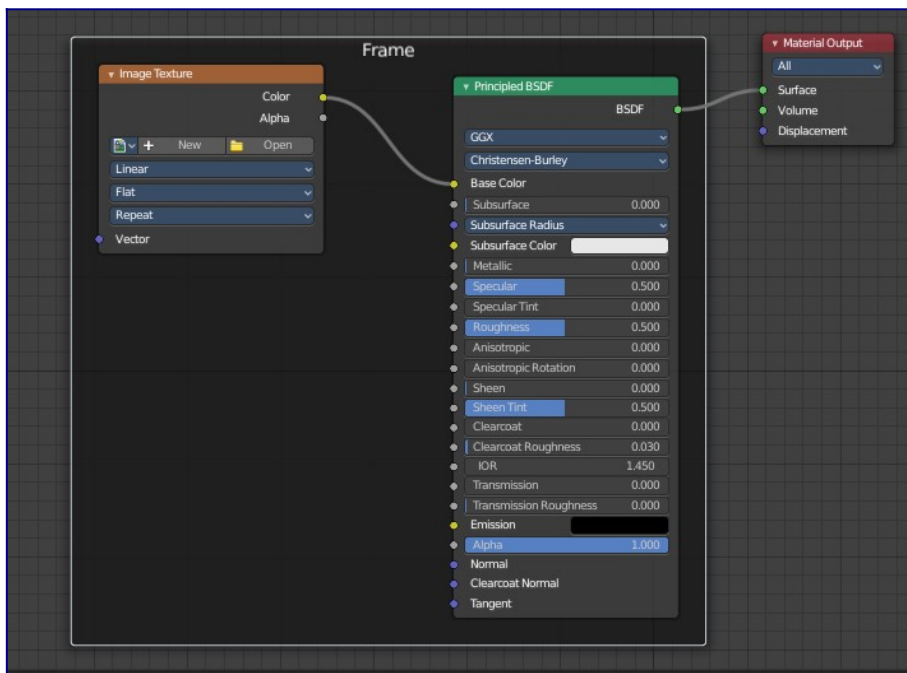 Frame
Image Texture
Color
Alpha
New Open
Linear
Flat
Repeat
Vector
Principled BSDF
BSDF
GGX
Christensen-Burley
Base Color
Subsurface 0.000
Subsurface Radius
Subsurface Color
Metallic 0.000
Specular 0.500
Specular Tint 0.000
Roughness 0.500
Anisotropic 0.000
Anisotropic Rotation 0.000
Sheen 0.000
Sheen Tint 0.500
Clearcoat 0.000
Clearcoat Roughness 0.030
IOR 1.450
Transmission 0.000
Transmission Roughness 0.000
Emission
Alpha 1.000
Normal
Clearcoat Normal
Tangent
Material Output
All
Surface
Volume
Displacement